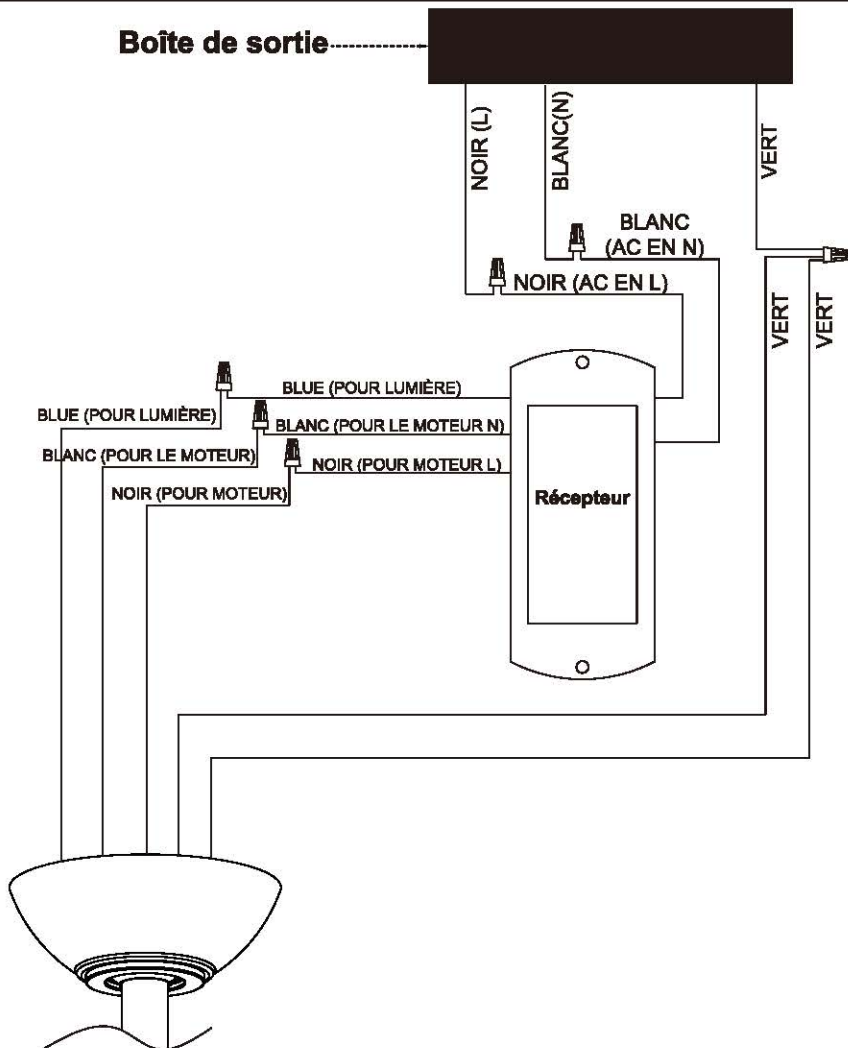 Boîte de sortie
NOIR (L)
BLANC(N)
VERT
BLANC
(AC EN N)
NOIR (AC EN L)
VERT
VERT
BLUE (POUR LUMIÈRE)
BLUE (POUR LUMIÈRE)
BLANC (POUR LE MOTEUR N)
BLANC (POUR LE MOTEUR)
NOIR (POUR MOTEUR L)
NOIR (POUR MOTEUR)
Récepteur